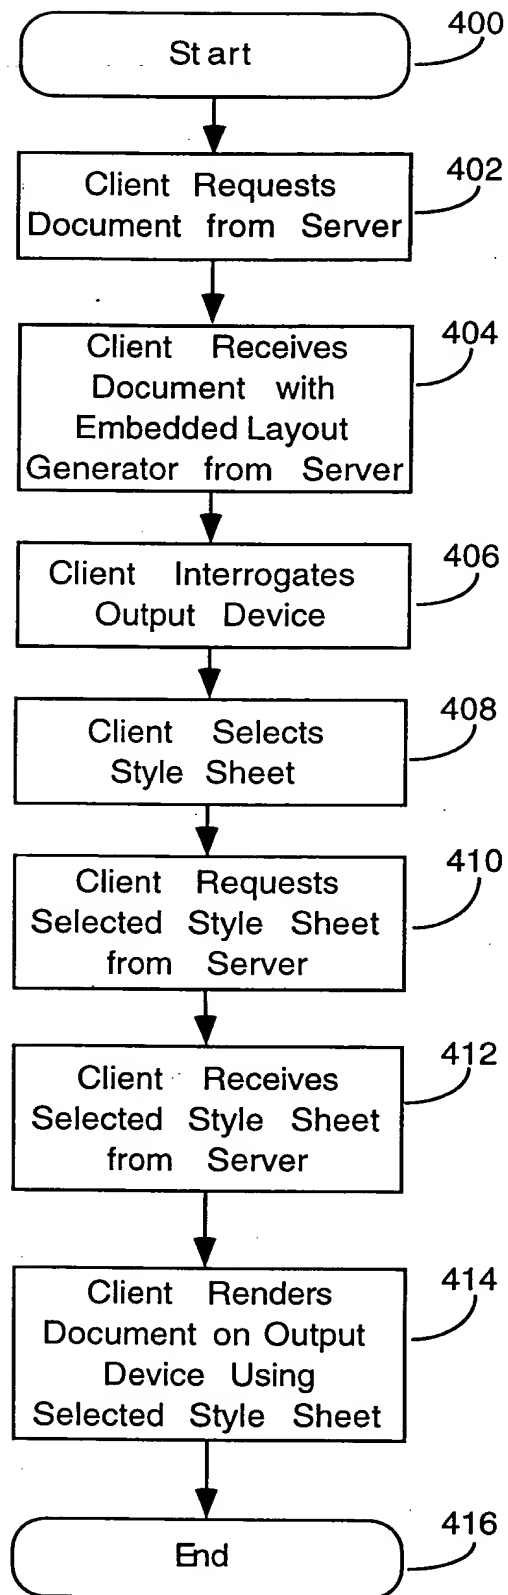 Start
400
Client Requests
Document from Server
402
Client Receives
Document with
Embedded Layout
Generator from Server
404
Client Interrogates
Output Device
406
Client Selects
Style Sheet
408
Client Requests
Selected Style Sheet
from Server
410
Client Receives
Selected Style Sheet
from Server
412
Client Renders
Document on Output
Device Using
Selected Style Sheet
414
End
416